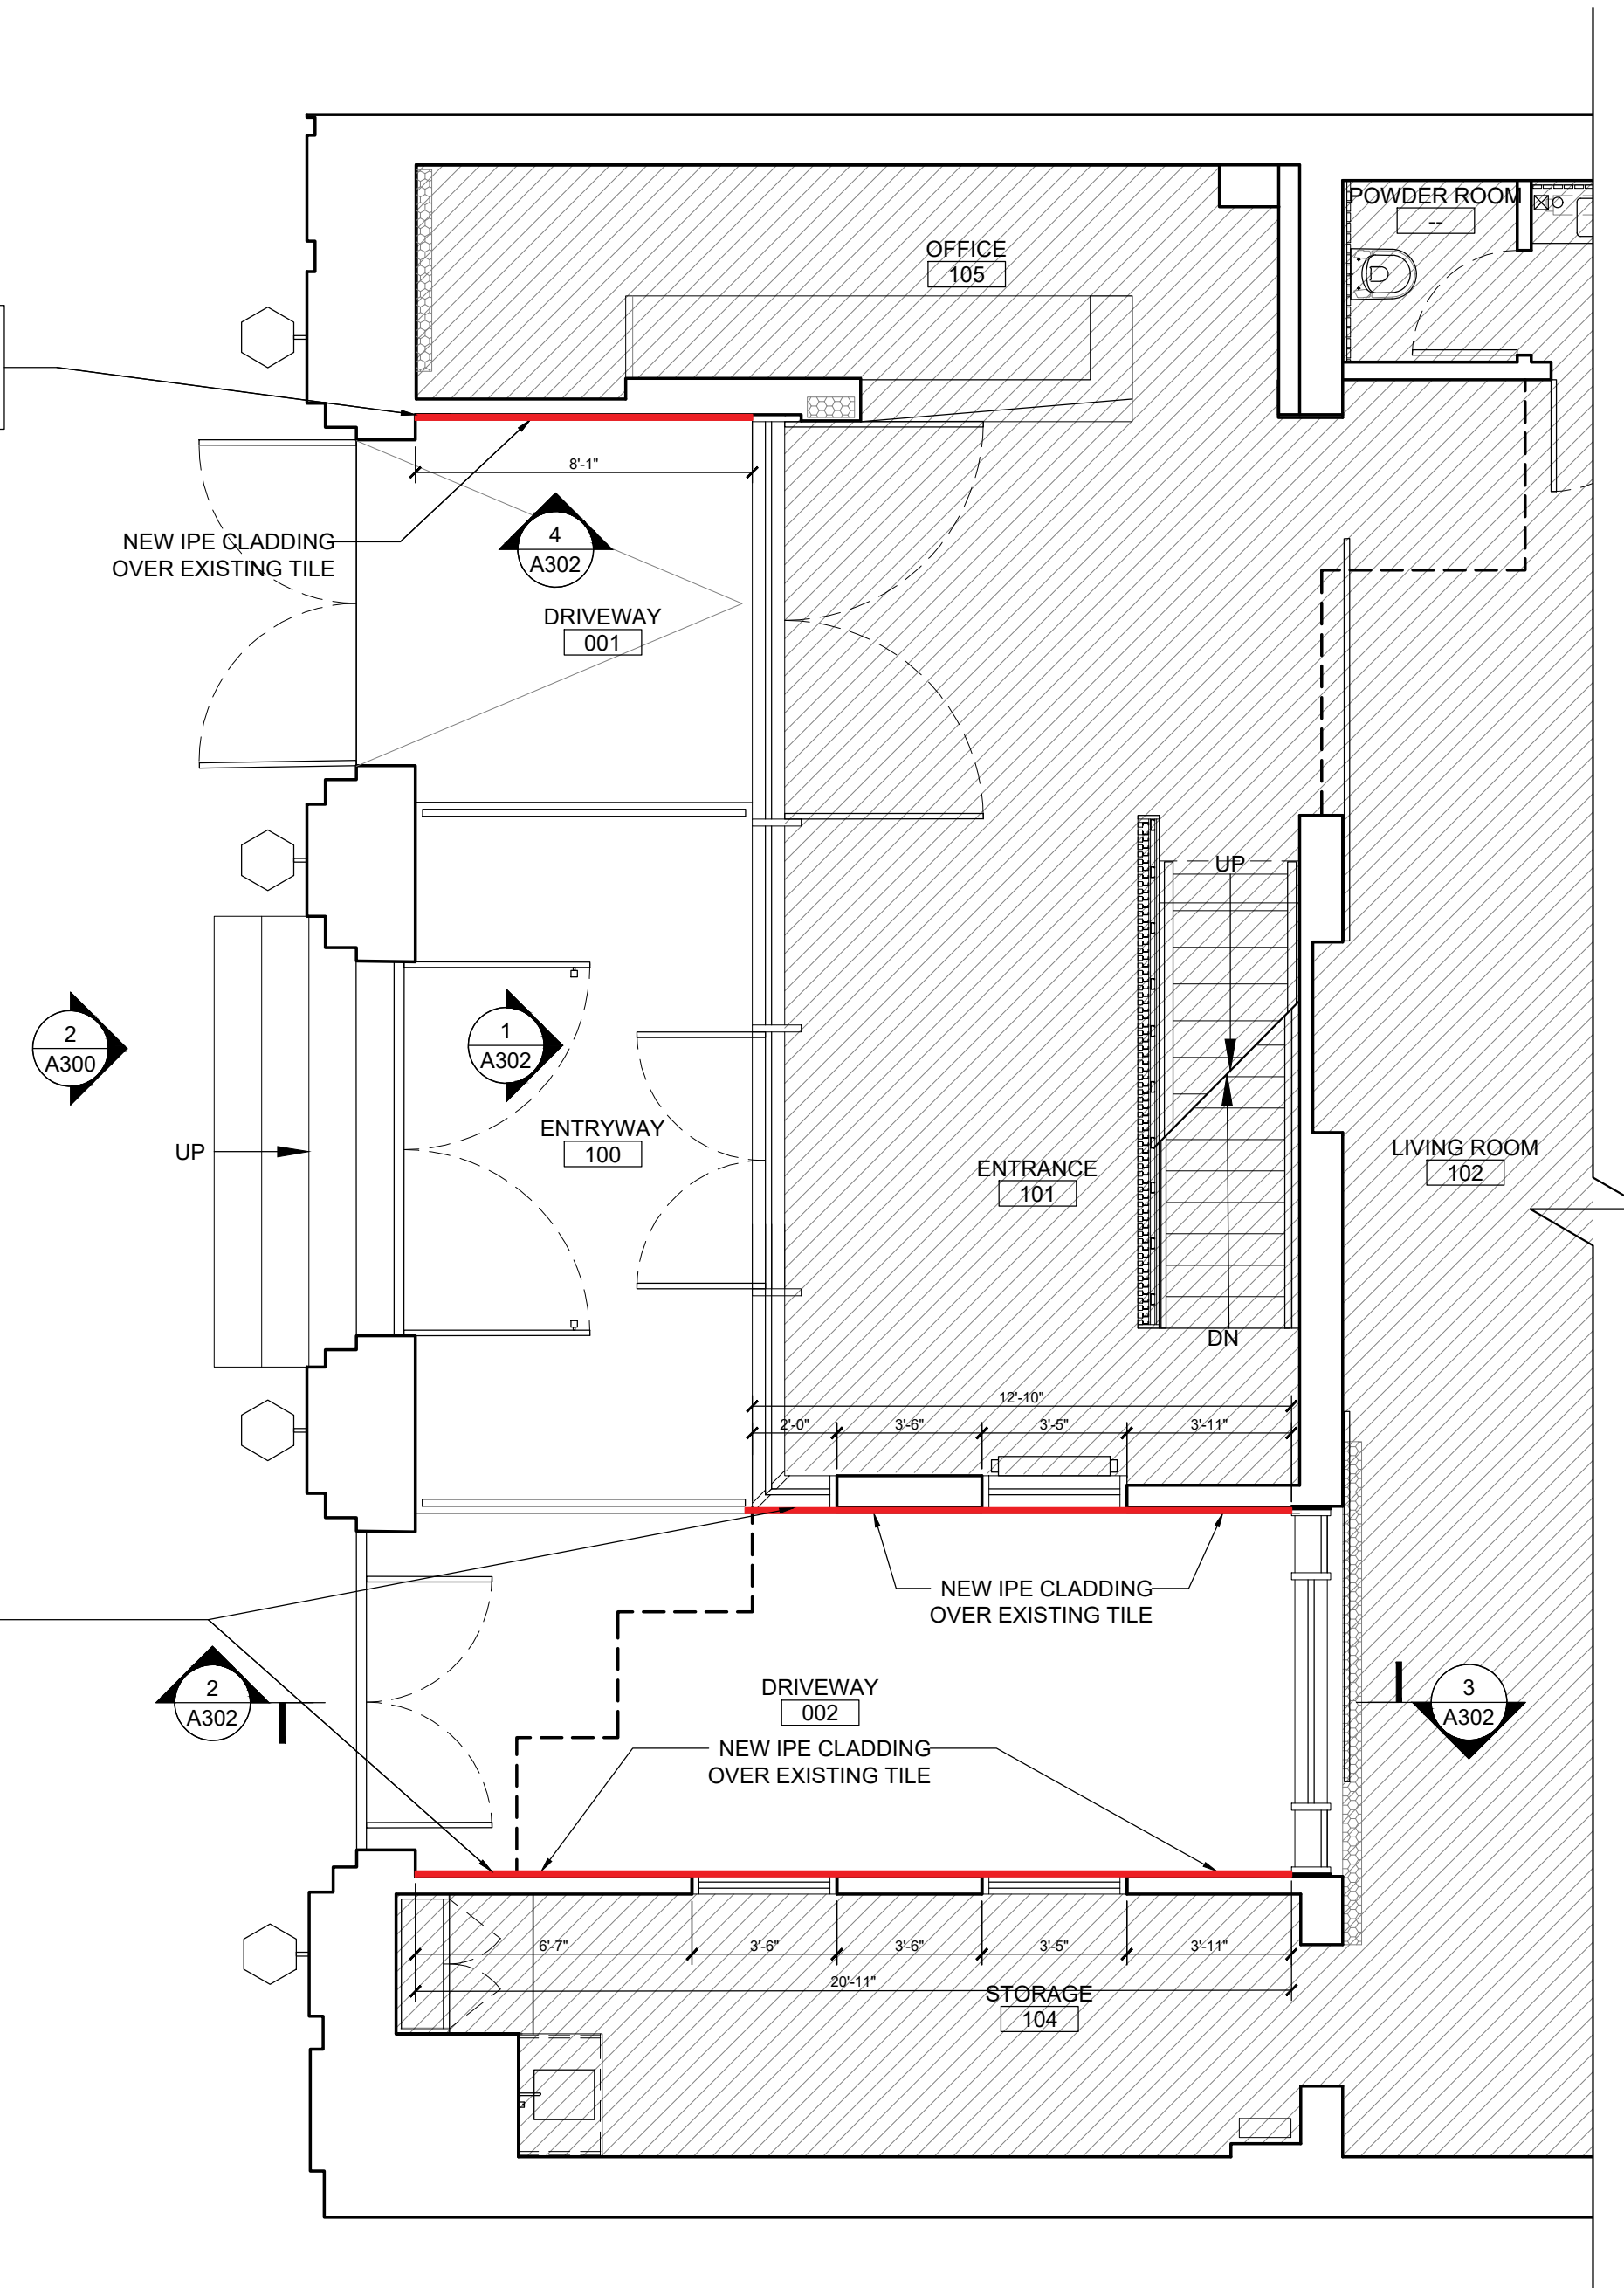 POWDER ROOM
--
OFFICE
105
8'-1"
NEW IPE CLADDING
OVER EXISTING TILE
4
A302
DRIVEWAY
001
UP
2
A300
1
A302
ENTRYWAY
100
UP
ENTRANCE
101
LIVING ROOM
102
DN
12'-10"
2'-0"
3'-6"
3'-5"
3'-11"
NEW IPE CLADDING
OVER EXISTING TILE
2
A302
DRIVEWAY
002
3
A302
NEW IPE CLADDING
OVER EXISTING TILE
6'-7"
3'-6"
3'-6"
3'-5"
3'-11"
20'-11"
STORAGE
104